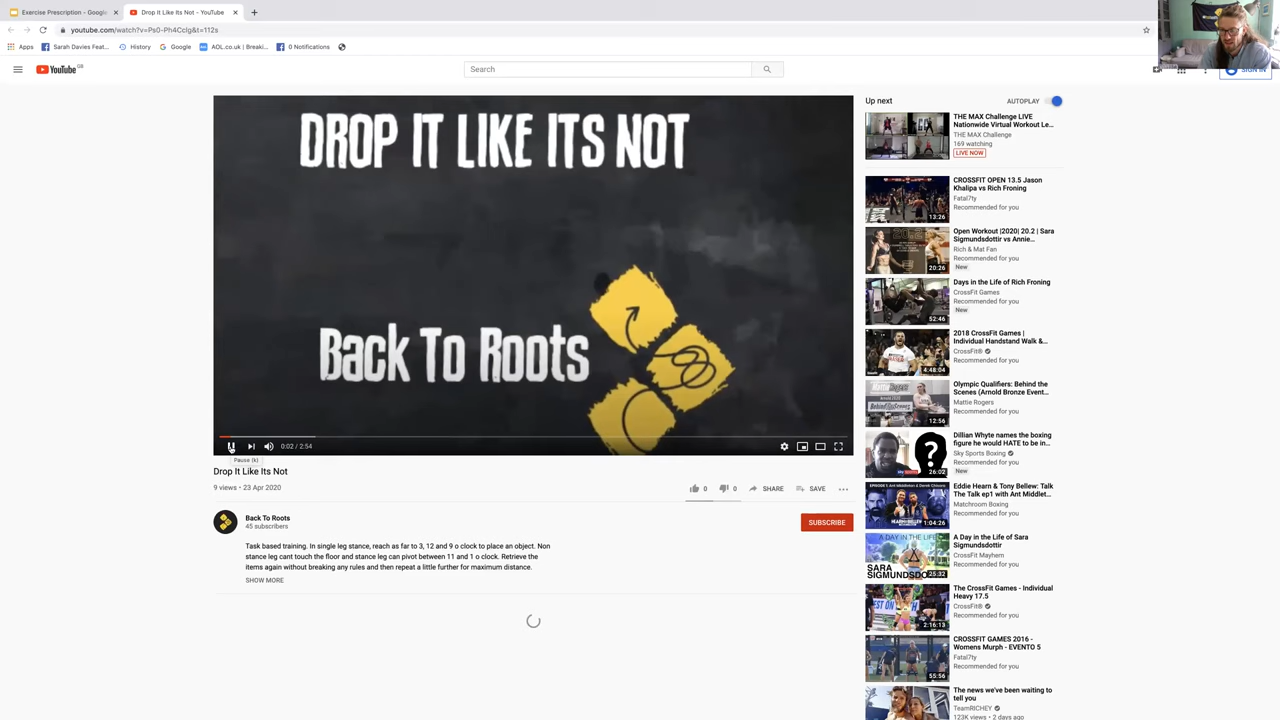 Exercise Prescription - Google
Drop It Like Its Not - YouTube
youtube.com/watch?v=Ps0-Ph4CcIg&t=112s
Apps
Sarah Davies Feat...
History
Google
AOL.co.uk | Breaki...
0 Notifications
YouTube GB
Search
SIGN IN
DROP IT LIKE ITS NOT
Back To Roots
0:02 / 2:54
Pause (k)
Drop It Like Its Not
9 views • 23 Apr 2020
0
0
SHARE
SAVE
Back To Roots
45 subscribers
SUBSCRIBE
Task based training. In single leg stance, reach as far to 3, 12 and 9 o clock to place an object. Non
stance leg cant touch the floor and stance leg can pivot between 11 and 1 o clock. Retrieve the
items again without breaking any rules and then repeat a little further for maximum distance.
SHOW MORE
Up next
AUTOPLAY
THE MAX Challenge LIVE
Nationwide Virtual Workout Le...
THE MAX Challenge
169 watching
LIVE NOW
CROSSFIT OPEN 13.5 Jason
Khalipa vs Rich Froning
Fatal7ty
Recommended for you
13:26
Open Workout |2020| 20.2 | Sara
Sigmundsdottir vs Annie...
Rich & Mat Fan
Recommended for you
New
20:26
Days in the Life of Rich Froning
CrossFit Games
Recommended for you
New
52:46
2018 CrossFit Games |
Individual Handstand Walk &...
CrossFit®
Recommended for you
4:48:04
Olympic Qualifiers: Behind the
Scenes (Arnold Bronze Event...
Mattie Rogers
Recommended for you
12:56
Dillian Whyte names the boxing
figure he would HATE to be in...
Sky Sports Boxing
Recommended for you
New
26:02
Eddie Hearn & Tony Bellew: Talk
The Talk ep1 with Ant Middlet...
Matchroom Boxing
Recommended for you
1:04:26
A Day in the Life of Sara
Sigmundsdottir
CrossFit Mayhem
Recommended for you
A DAY IN THE LIFE
SARA
SIGMUNDSDO
25:32
The CrossFit Games - Individual
Heavy 17.5
CrossFit®
Recommended for you
2:16:13
CROSSFIT GAMES 2016 -
Womens Murph - EVENTO 5
Fatal7ty
Recommended for you
55:56
The news we've been waiting to
tell you
TeamRICHEY
123K views • 2 days ago